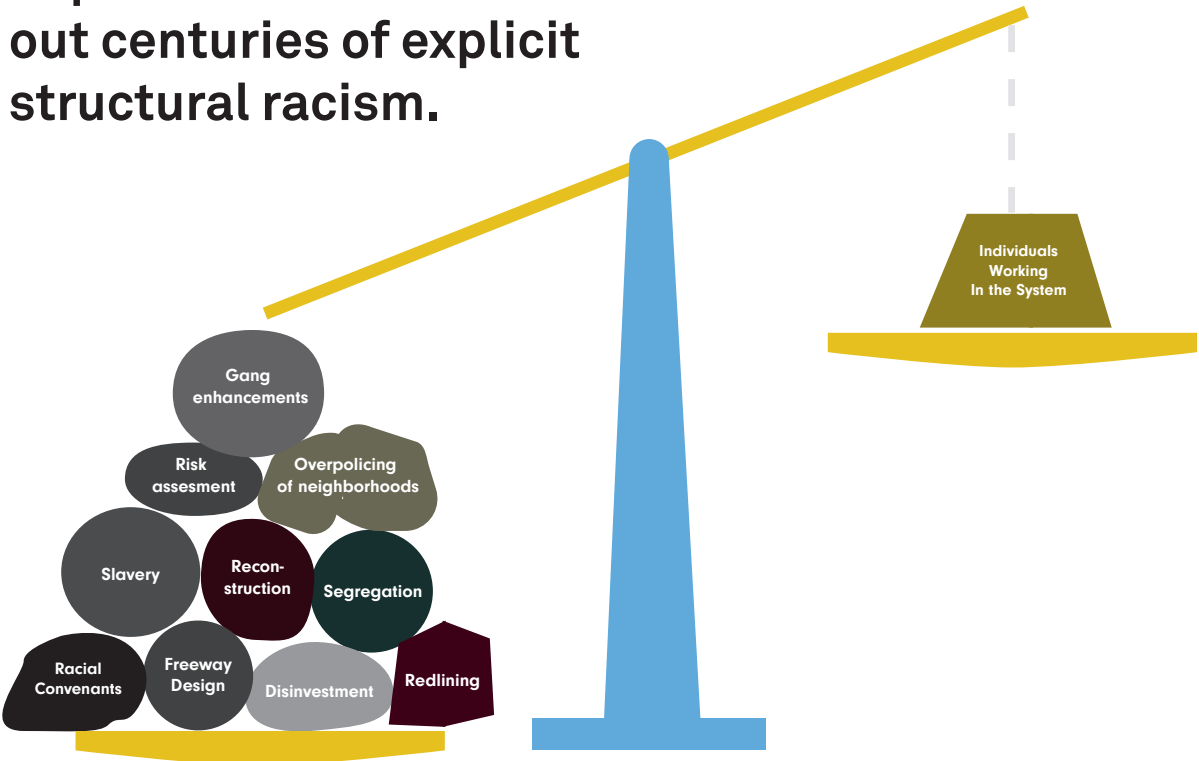 out centuries of explicit
structural racism.
Individuals
Working
In the System
Gang
enhancements
Risk
assesment
Overpolicing
of neighborhoods
Slavery
Recon-
struction
Segregation
Racial
Convenants
Freeway
Design
Disinvestment
Redlining